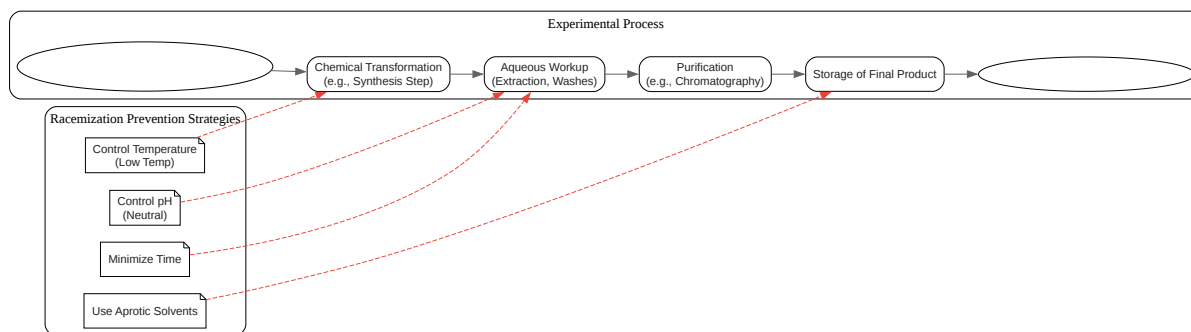 Experimental Process
Chemical Transformation
(e.g., Synthesis Step)
Aqueous Workup
(Extraction, Washes)
Purification
(e.g., Chromatography)
Storage of Final Product
Racemization Prevention Strategies
Control Temperature
(Low Temp)
Control pH
(Neutral)
Minimize Time
Use Aprotic Solvents